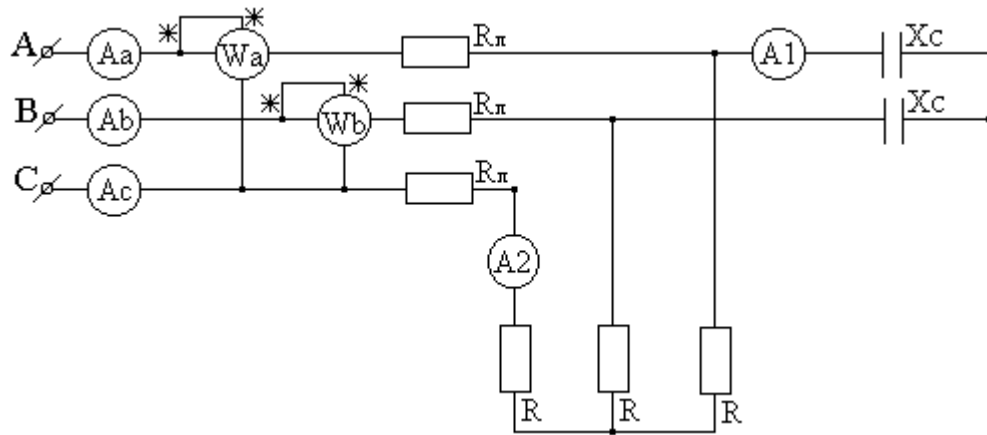 A Aa * * Wa Rл A1 Xc
B Ab * * Wb Rл Xc
C Ac Rл
A2
R R R